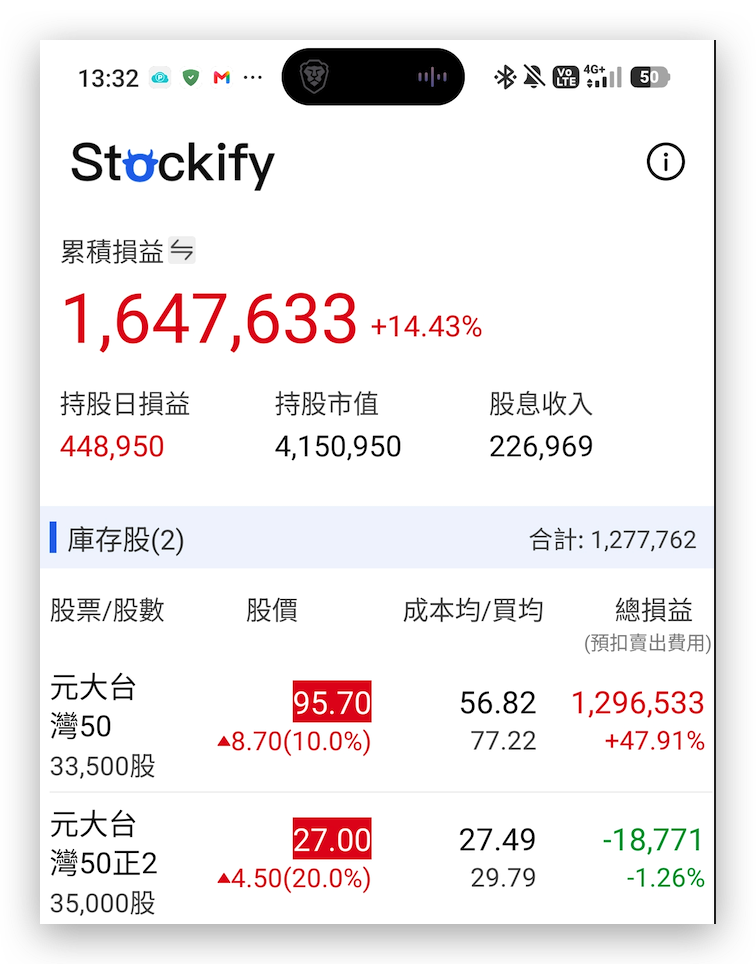 13:32 VO LTE 4G+ 50
Stockify
累積損益
1,647,633 +14.43%
持股日損益 持股市值 股息收入
448,950 4,150,950 226,969
庫存股(2) 合計: 1,277,762
股票/股數 股價 成本均/買均 總損益
(預扣賣出費用)
元大台
灣50
33,500股
95.70
▲8.70(10.0%)
56.82
77.22
1,296,533
+47.91%
元大台
灣50正2
35,000股
27.00
▲4.50(20.0%)
27.49
29.79
-18,771
-1.26%